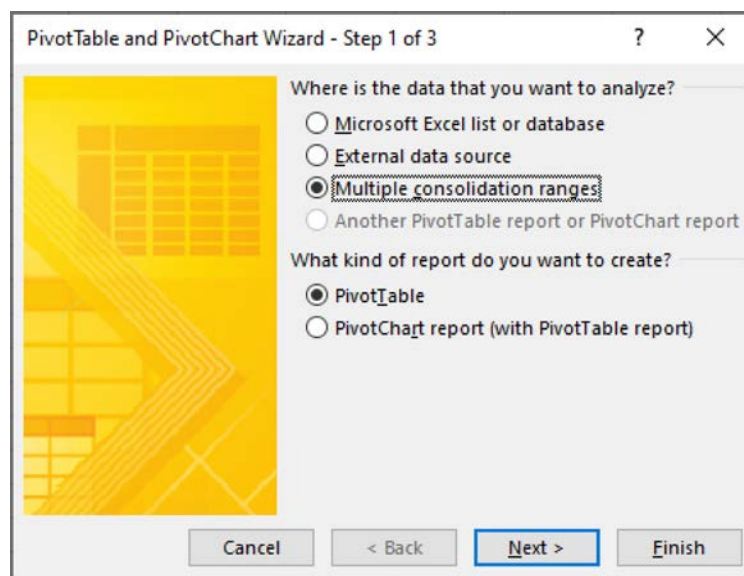 PivotTable and PivotChart Wizard - Step 1 of 3 ? ×
Where is the data that you want to analyze?
Microsoft Excel list or database
External data source
Multiple consolidation ranges
Another PivotTable report or PivotChart report
What kind of report do you want to create?
PivotTable
PivotChart report (with PivotTable report)
Cancel < Back Next > Finish